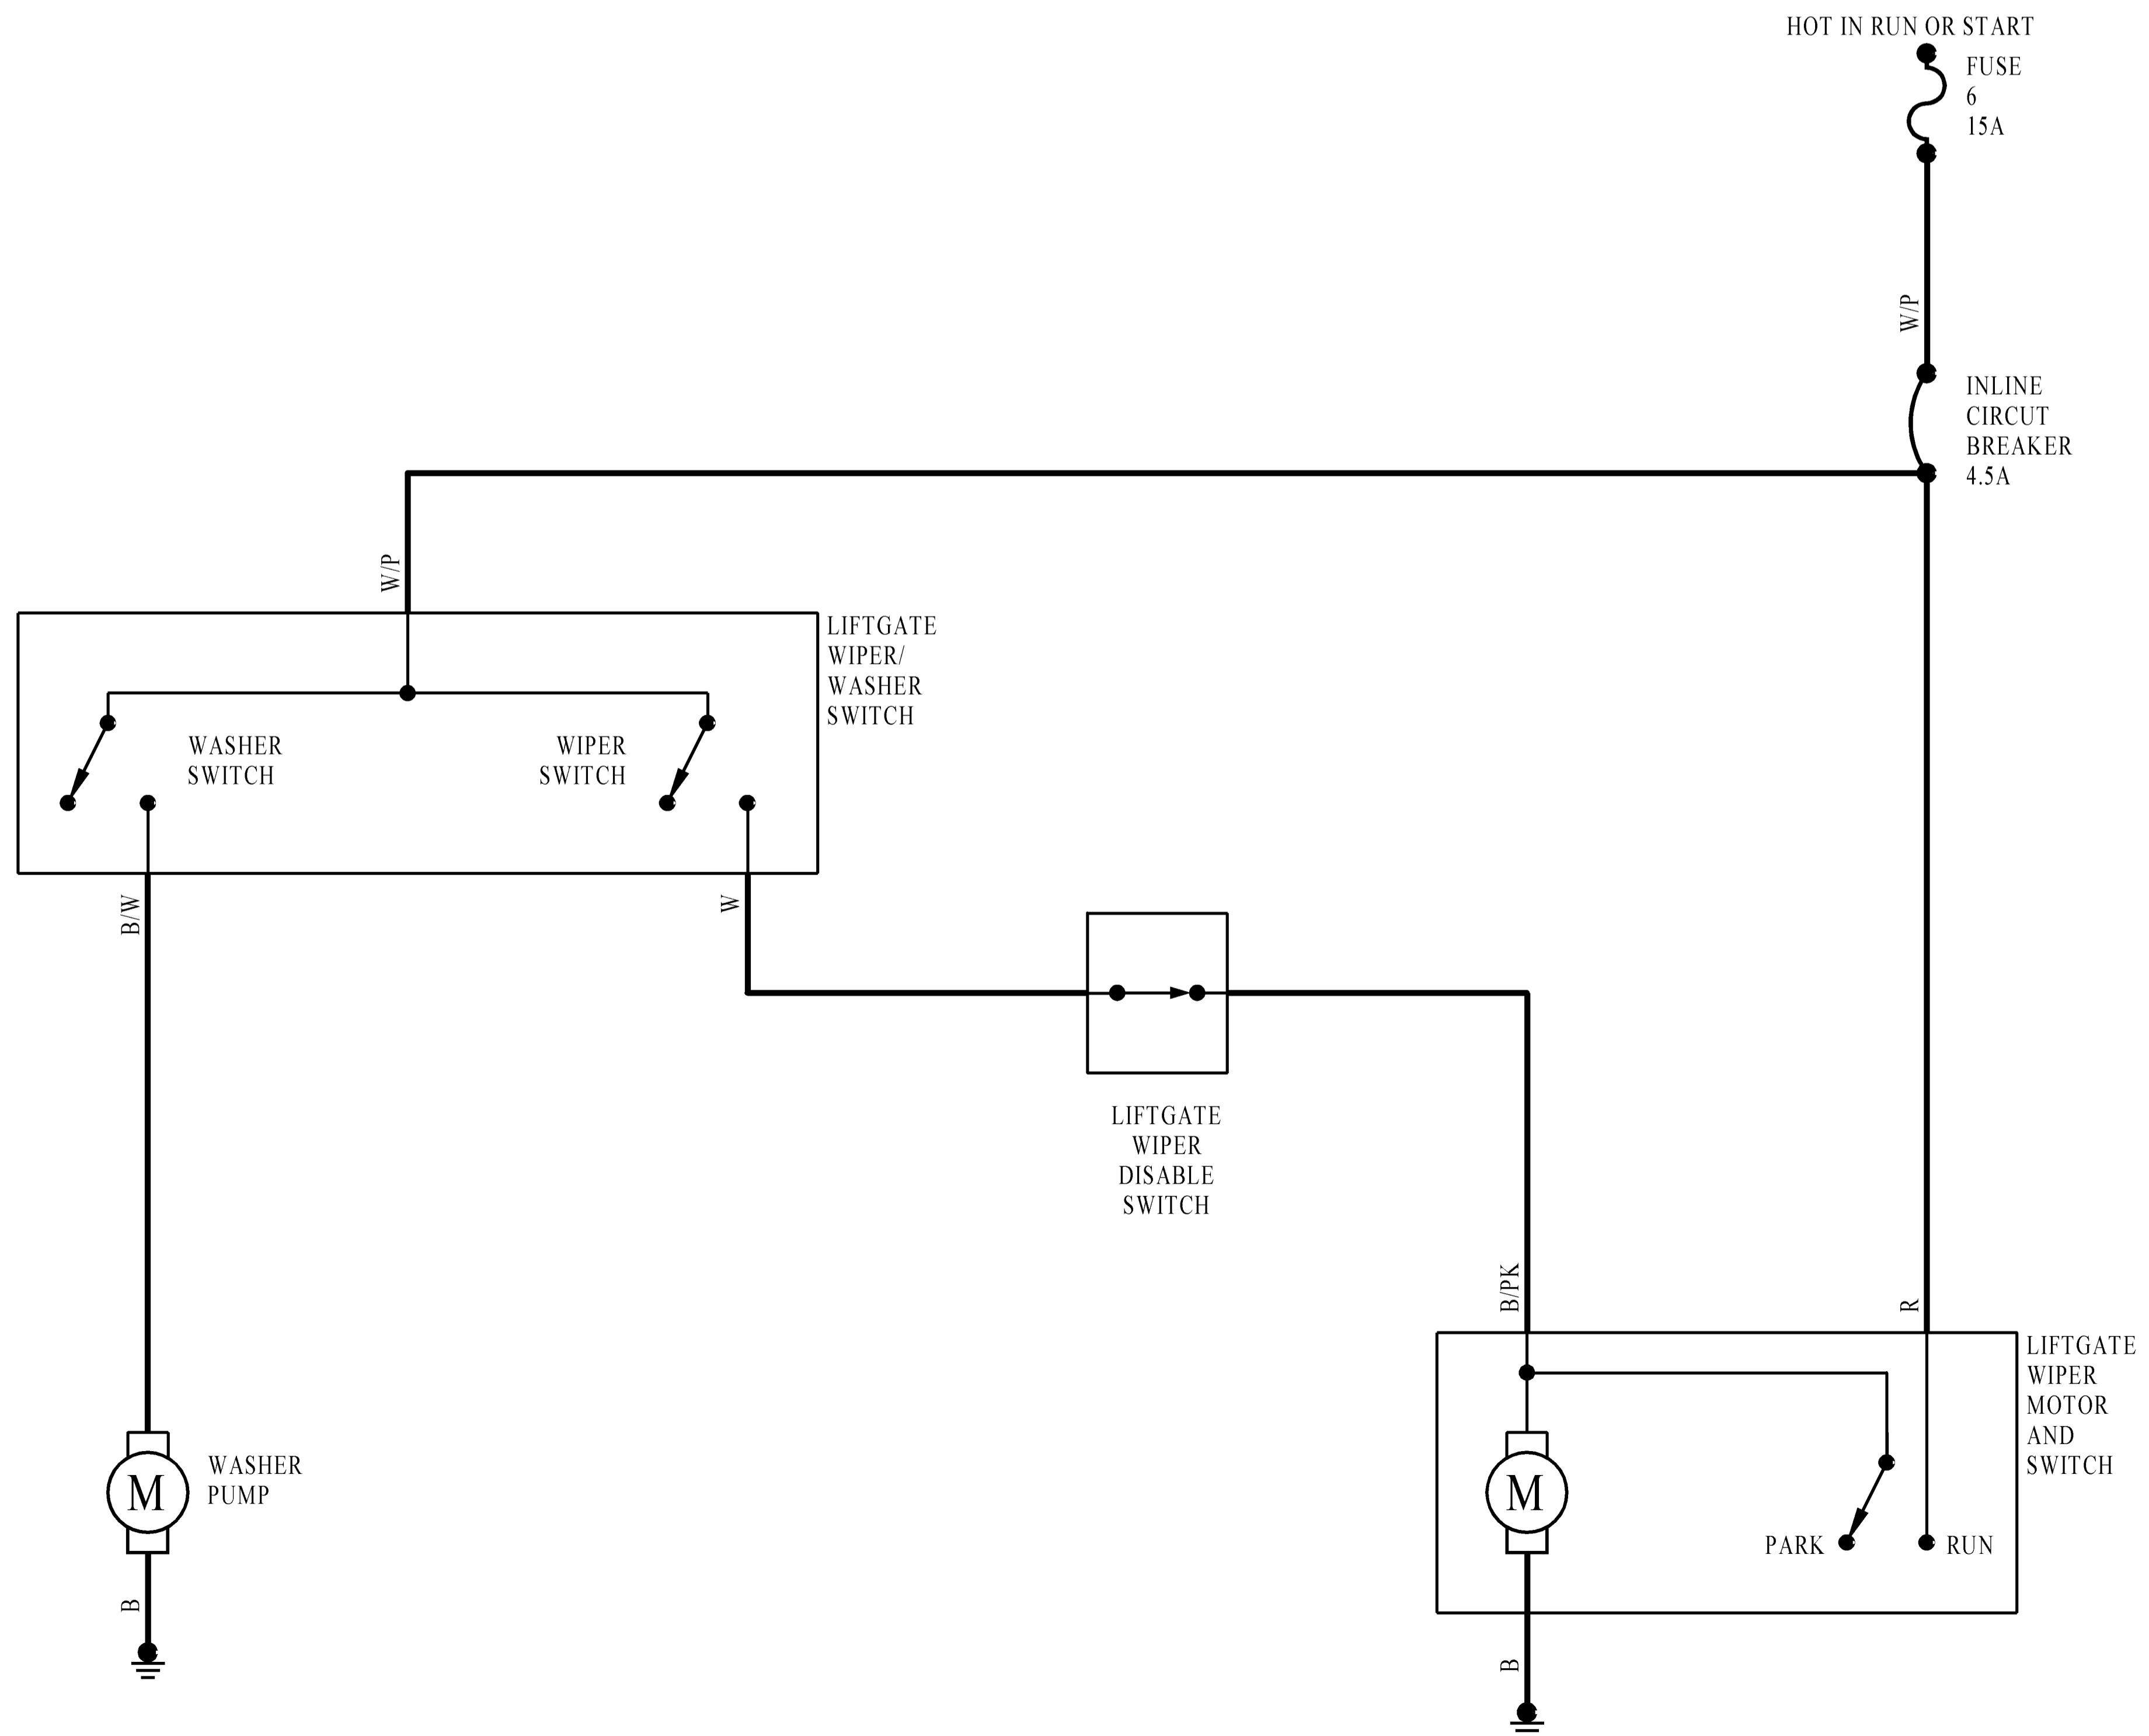 HOT IN RUN OR START
FUSE
6
15A
W/P
INLINE
CIRCUT
BREAKER
4.5A
W/P
LIFTGATE
WIPER/
WASHER
SWITCH
WASHER
SWITCH
WIPER
SWITCH
B/W
W
LIFTGATE
WIPER
DISABLE
SWITCH
B/PK
R
LIFTGATE
WIPER
MOTOR
AND
SWITCH
M
WASHER
PUMP
M
PARK
RUN
B
B